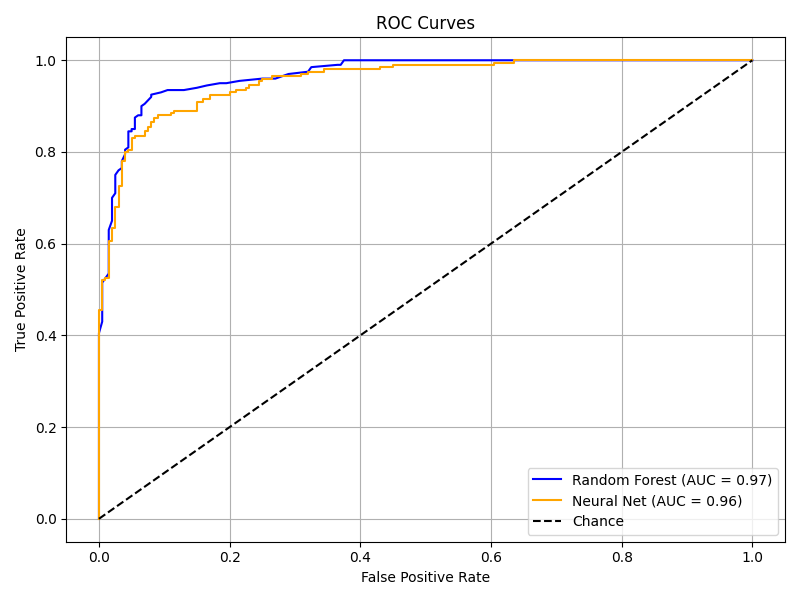 ROC Curves
1.0
0.8
0.6
0.4
0.2
0.0
True Positive Rate
0.0 0.2 0.4 0.6 0.8 1.0
False Positive Rate
Random Forest (AUC = 0.97)
Neural Net (AUC = 0.96)
Chance